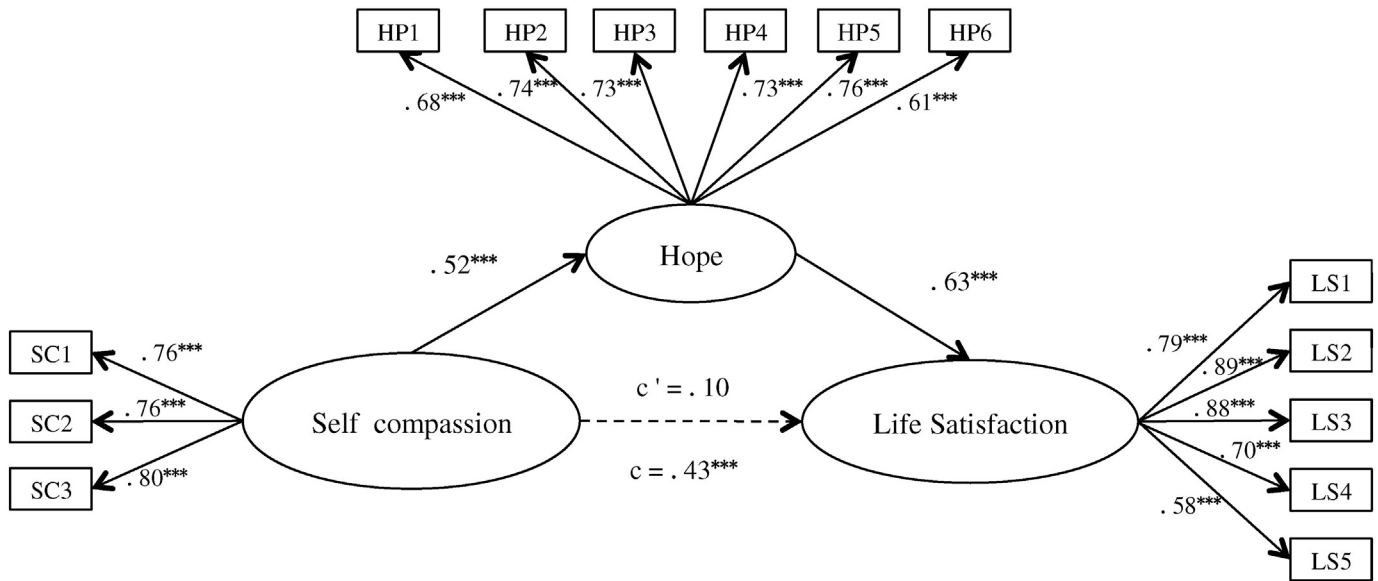 HP1 HP2 HP3 HP4 HP5 HP6
.68*** .74*** .73*** .73*** .76*** .61***
Hope
.52*** .63***
SC1
SC2
SC3
.76***
.76***
.80***
Self compassion
c ' = . 10
c = . 43***
Life Satisfaction
.79***
.89***
.88***
.70***
.58***
LS1
LS2
LS3
LS4
LS5